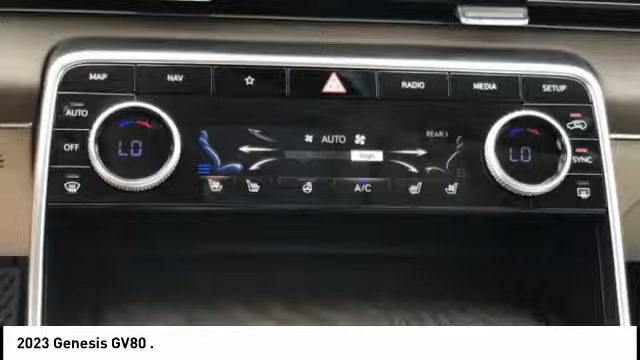 MAP NAV RADIO MEDIA SETUP
AUTO AUTO REAR
OFF LO LO SYNC
A/C
2023 Genesis GV80 .